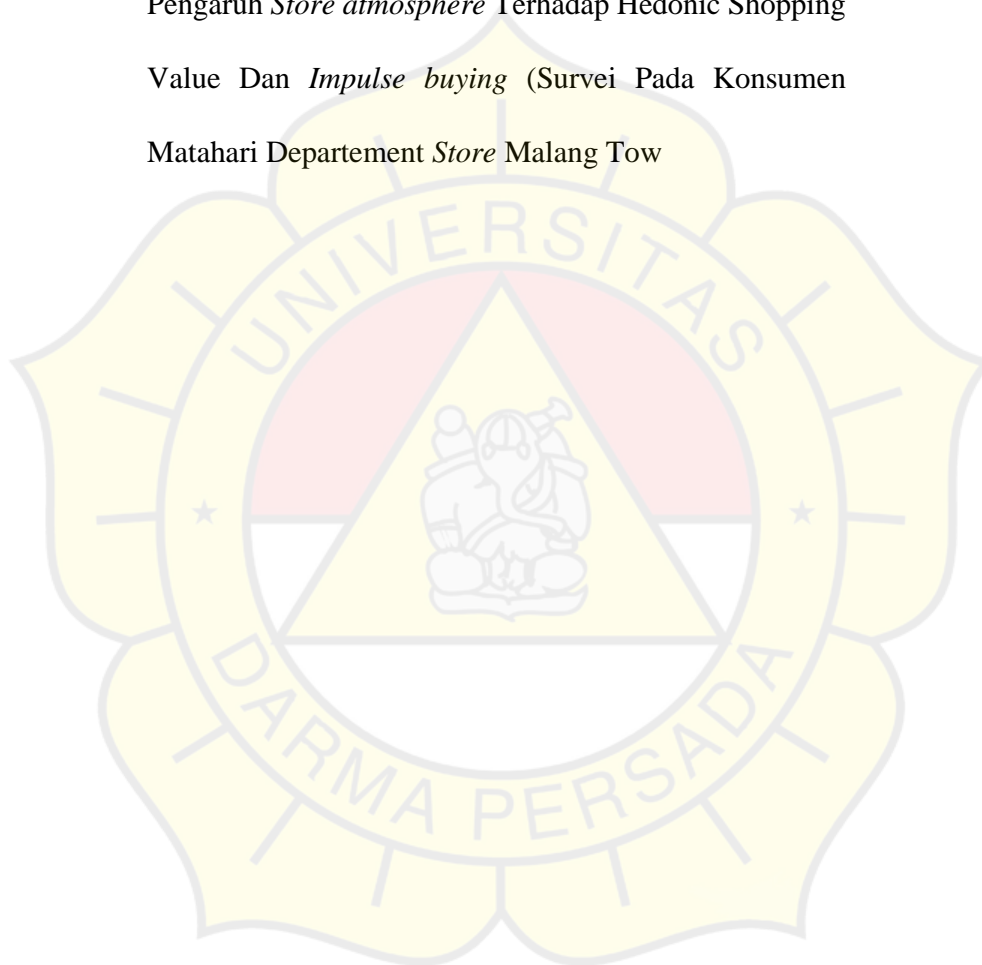 Pengaruh Store atmosphere Terhadap Hedonic Shopping
Value Dan Impulse buying (Survei Pada Konsumen
Matahari Departement Store Malang Tow
UNIVERSITAS
DARMA PERSADA